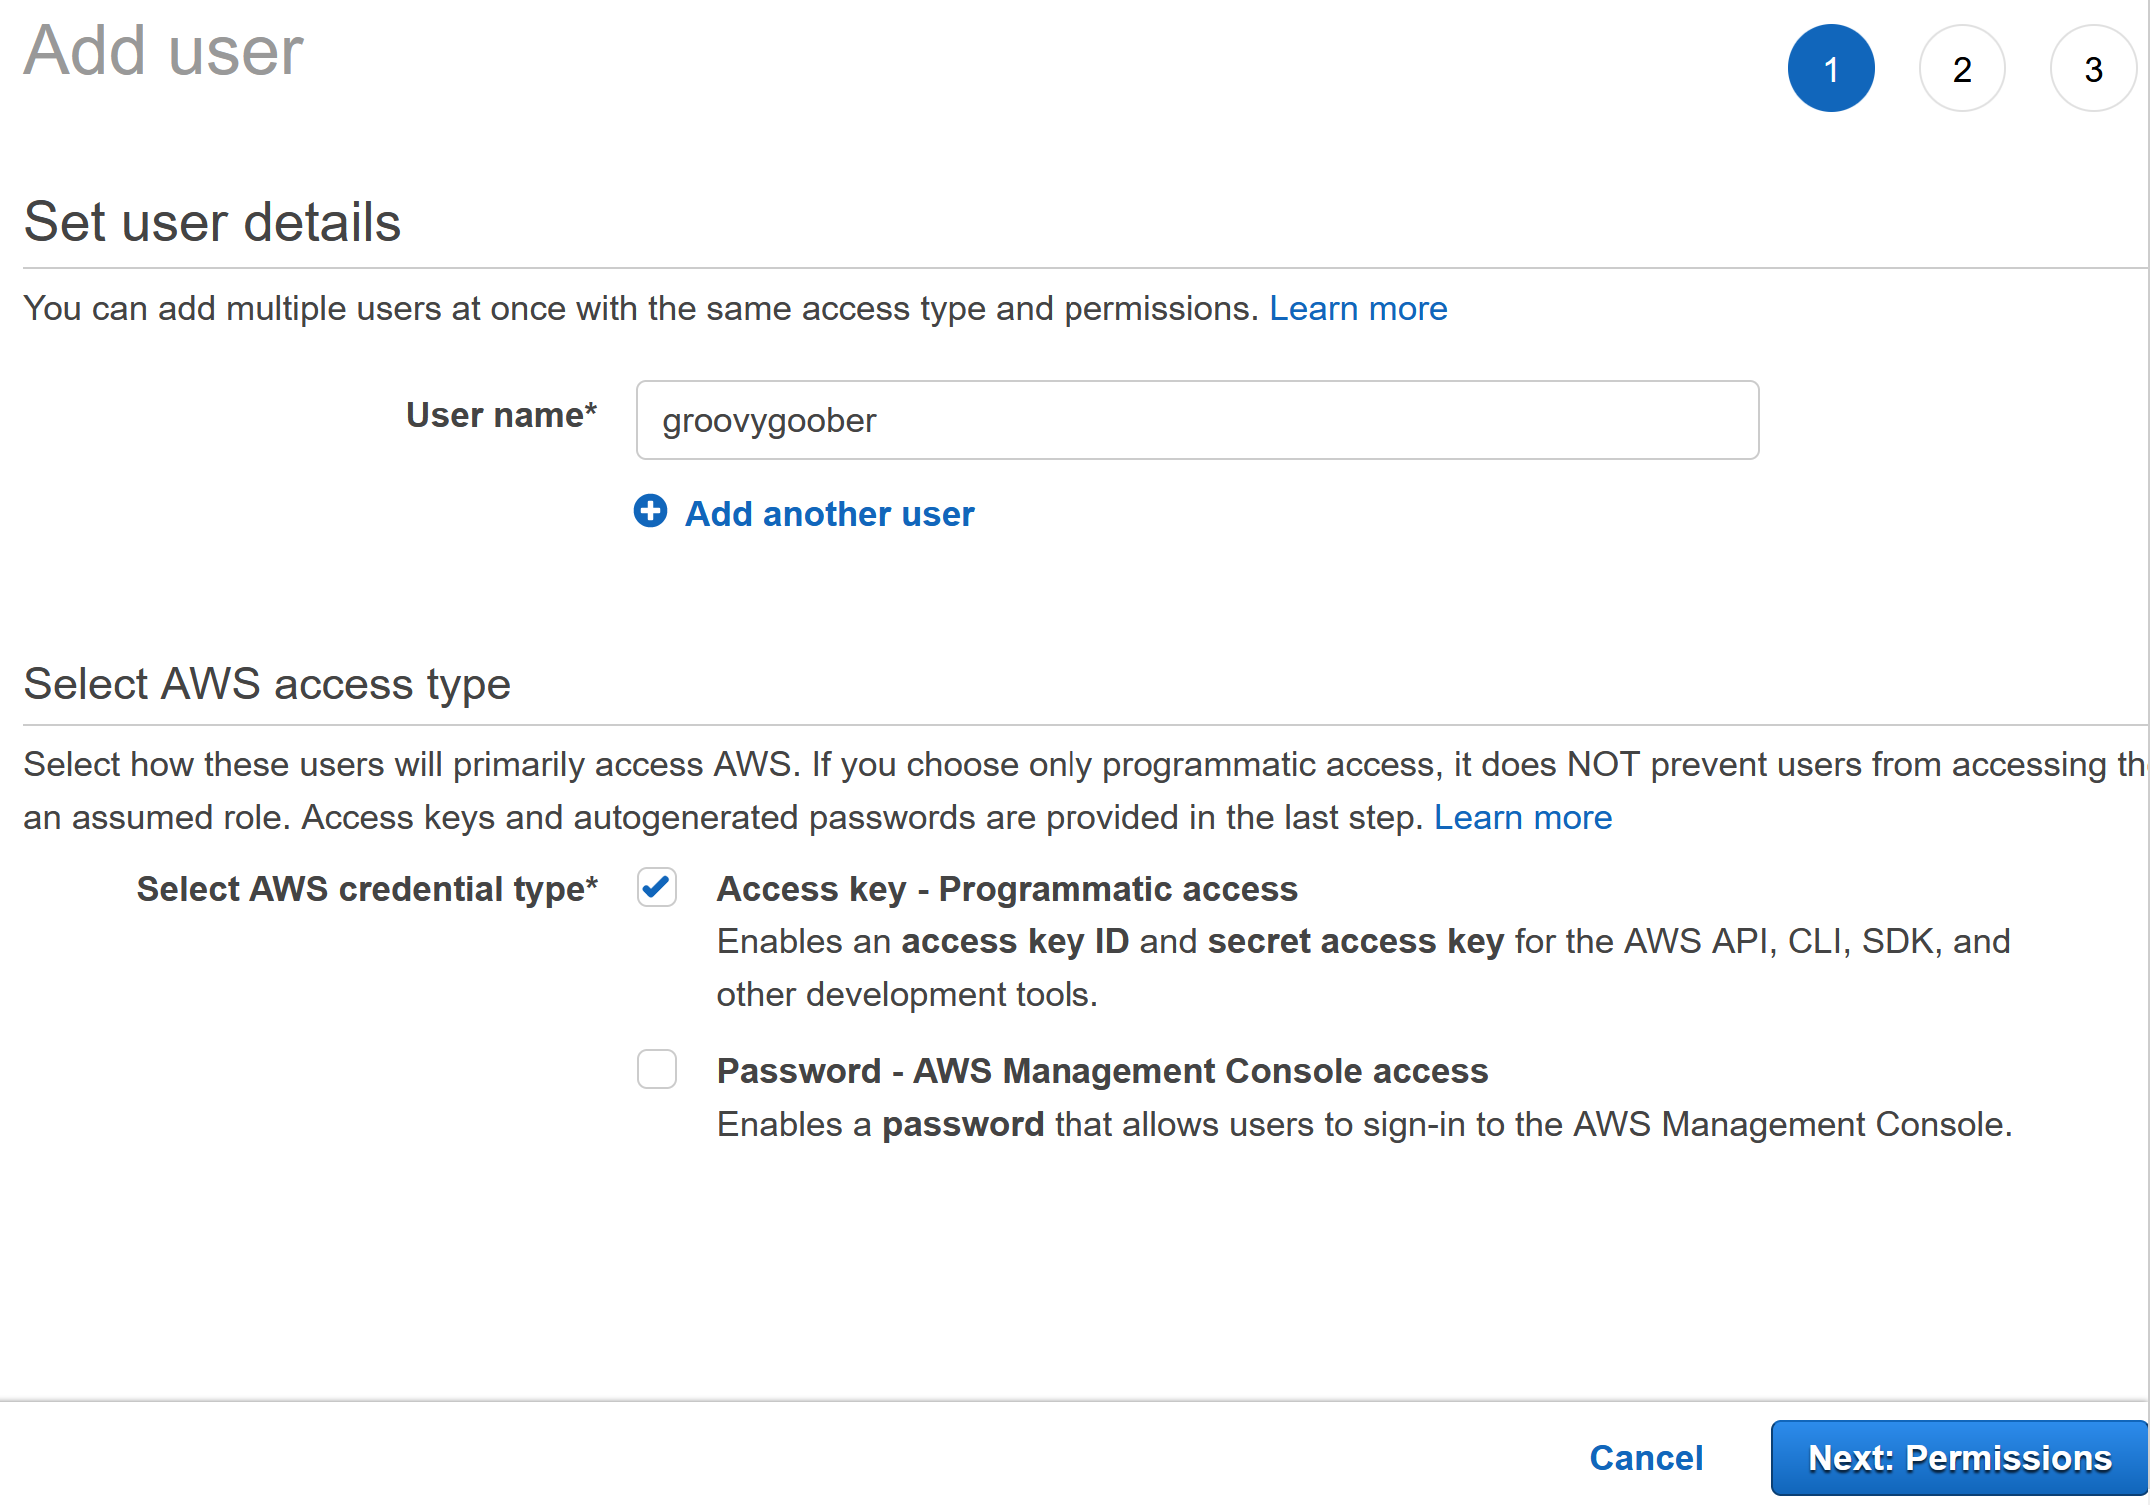 Add user
1 2 3
Set user details
You can add multiple users at once with the same access type and permissions. Learn more
User name* groovygoober
Add another user
Select AWS access type
Select how these users will primarily access AWS. If you choose only programmatic access, it does NOT prevent users from accessing
an assumed role. Access keys and autogenerated passwords are provided in the last step. Learn more
Select AWS credential type* Access key - Programmatic access
Enables an access key ID and secret access key for the AWS API, CLI, SDK, and
other development tools.
Password - AWS Management Console access
Enables a password that allows users to sign-in to the AWS Management Console.
Cancel Next: Permissions